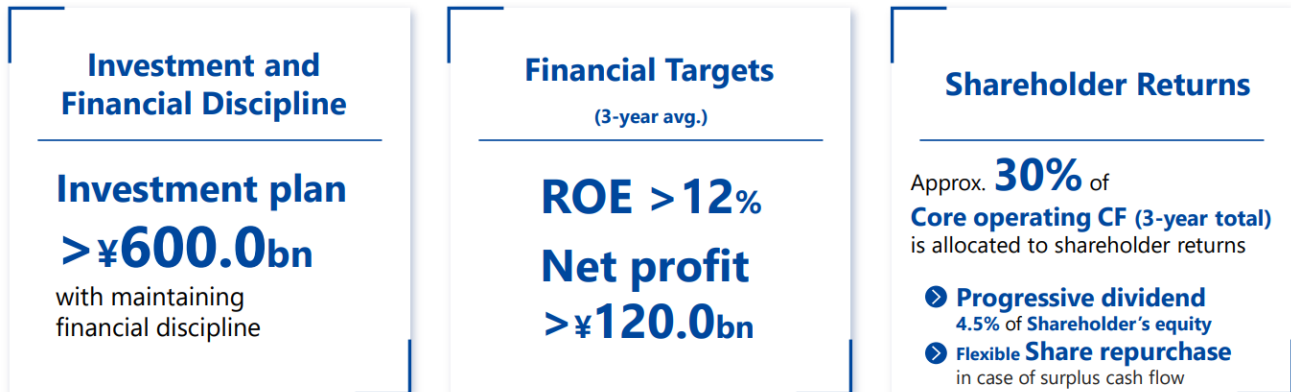 Investment and
Financial Discipline
Investment plan
>¥600.0bn
with maintaining
financial discipline
Financial Targets
(3-year avg.)
ROE >12%
Net profit
>¥120.0bn
Shareholder Returns
Approx. 30% of
Core operating CF (3-year total)
is allocated to shareholder returns
Progressive dividend
4.5% of Shareholder’s equity
Flexible Share repurchase
in case of surplus cash flow